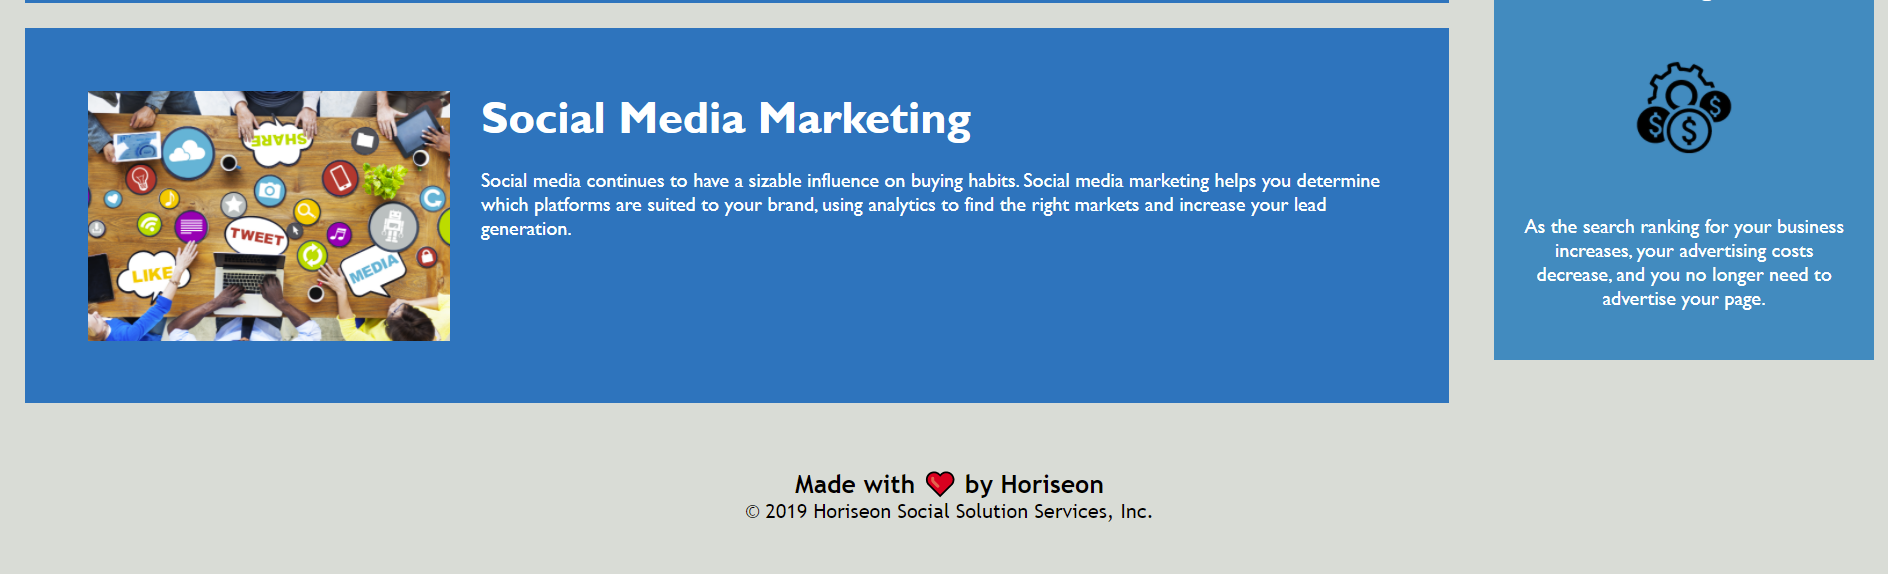 Social Media Marketing
Social media continues to have a sizable influence on buying habits. Social media marketing helps you determine
which platforms are suited to your brand, using analytics to find the right markets and increase your lead
generation.
SHARE
TWEET
LIKE
MEDIA
$
$
$
As the search ranking for your business
increases, your advertising costs
decrease, and you no longer need to
advertise your page.
Made with ❤ by Horiseon
© 2019 Horiseon Social Solution Services, Inc.